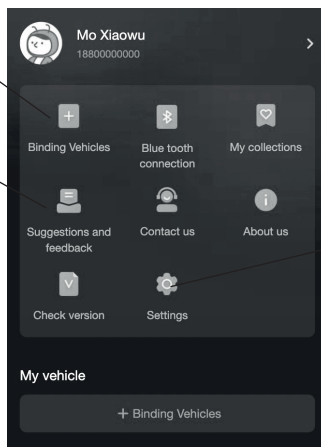 Mo Xiaowu
18800000000
Binding Vehicles
Blue tooth
connection
My collections
Suggestions and
feedback
Contact us
About us
Check version
Settings
My vehicle
+ Binding Vehicles